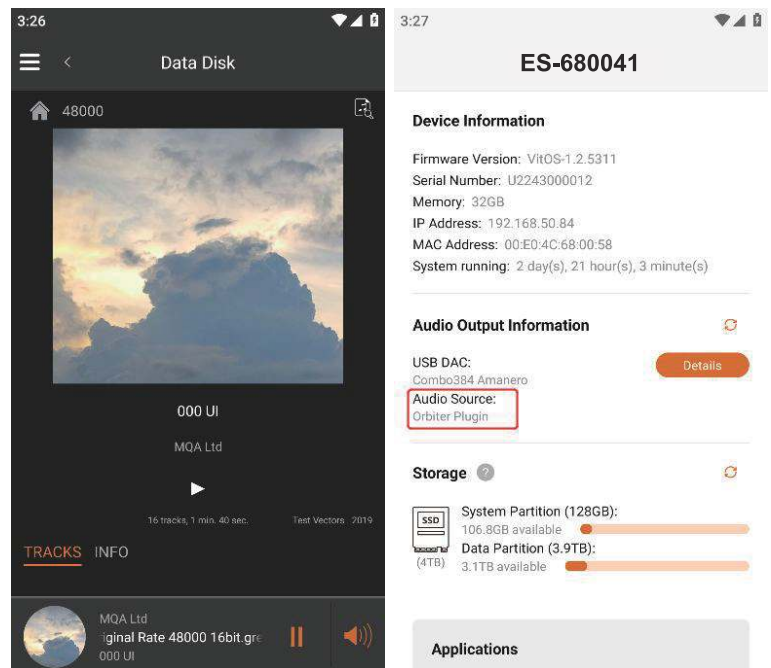 3:26
Data Disk
48000
000 UI
MQA Ltd
16 tracks, 1 min. 40 sec.
Test Vectors 2019
TRACKS INFO
MQA Ltd
iginal Rate 48000 16bit.gre
000 UI
3:27
ES-680041
Device Information
Firmware Version: VitOS-1.2.5311
Serial Number: U2243000012
Memory: 32GB
IP Address: 192.168.50.84
MAC Address: 00:E0:4C:68:00:58
System running: 2 day(s), 21 hour(s), 3 minute(s)
Audio Output Information
USB DAC:
Details
Combo384 Amanero
Audio Source:
Orbiter Plugin
Storage ?
SSD
(4TB)
System Partition (128GB):
106.8GB available
Data Partition (3.9TB):
3.1TB available
Applications